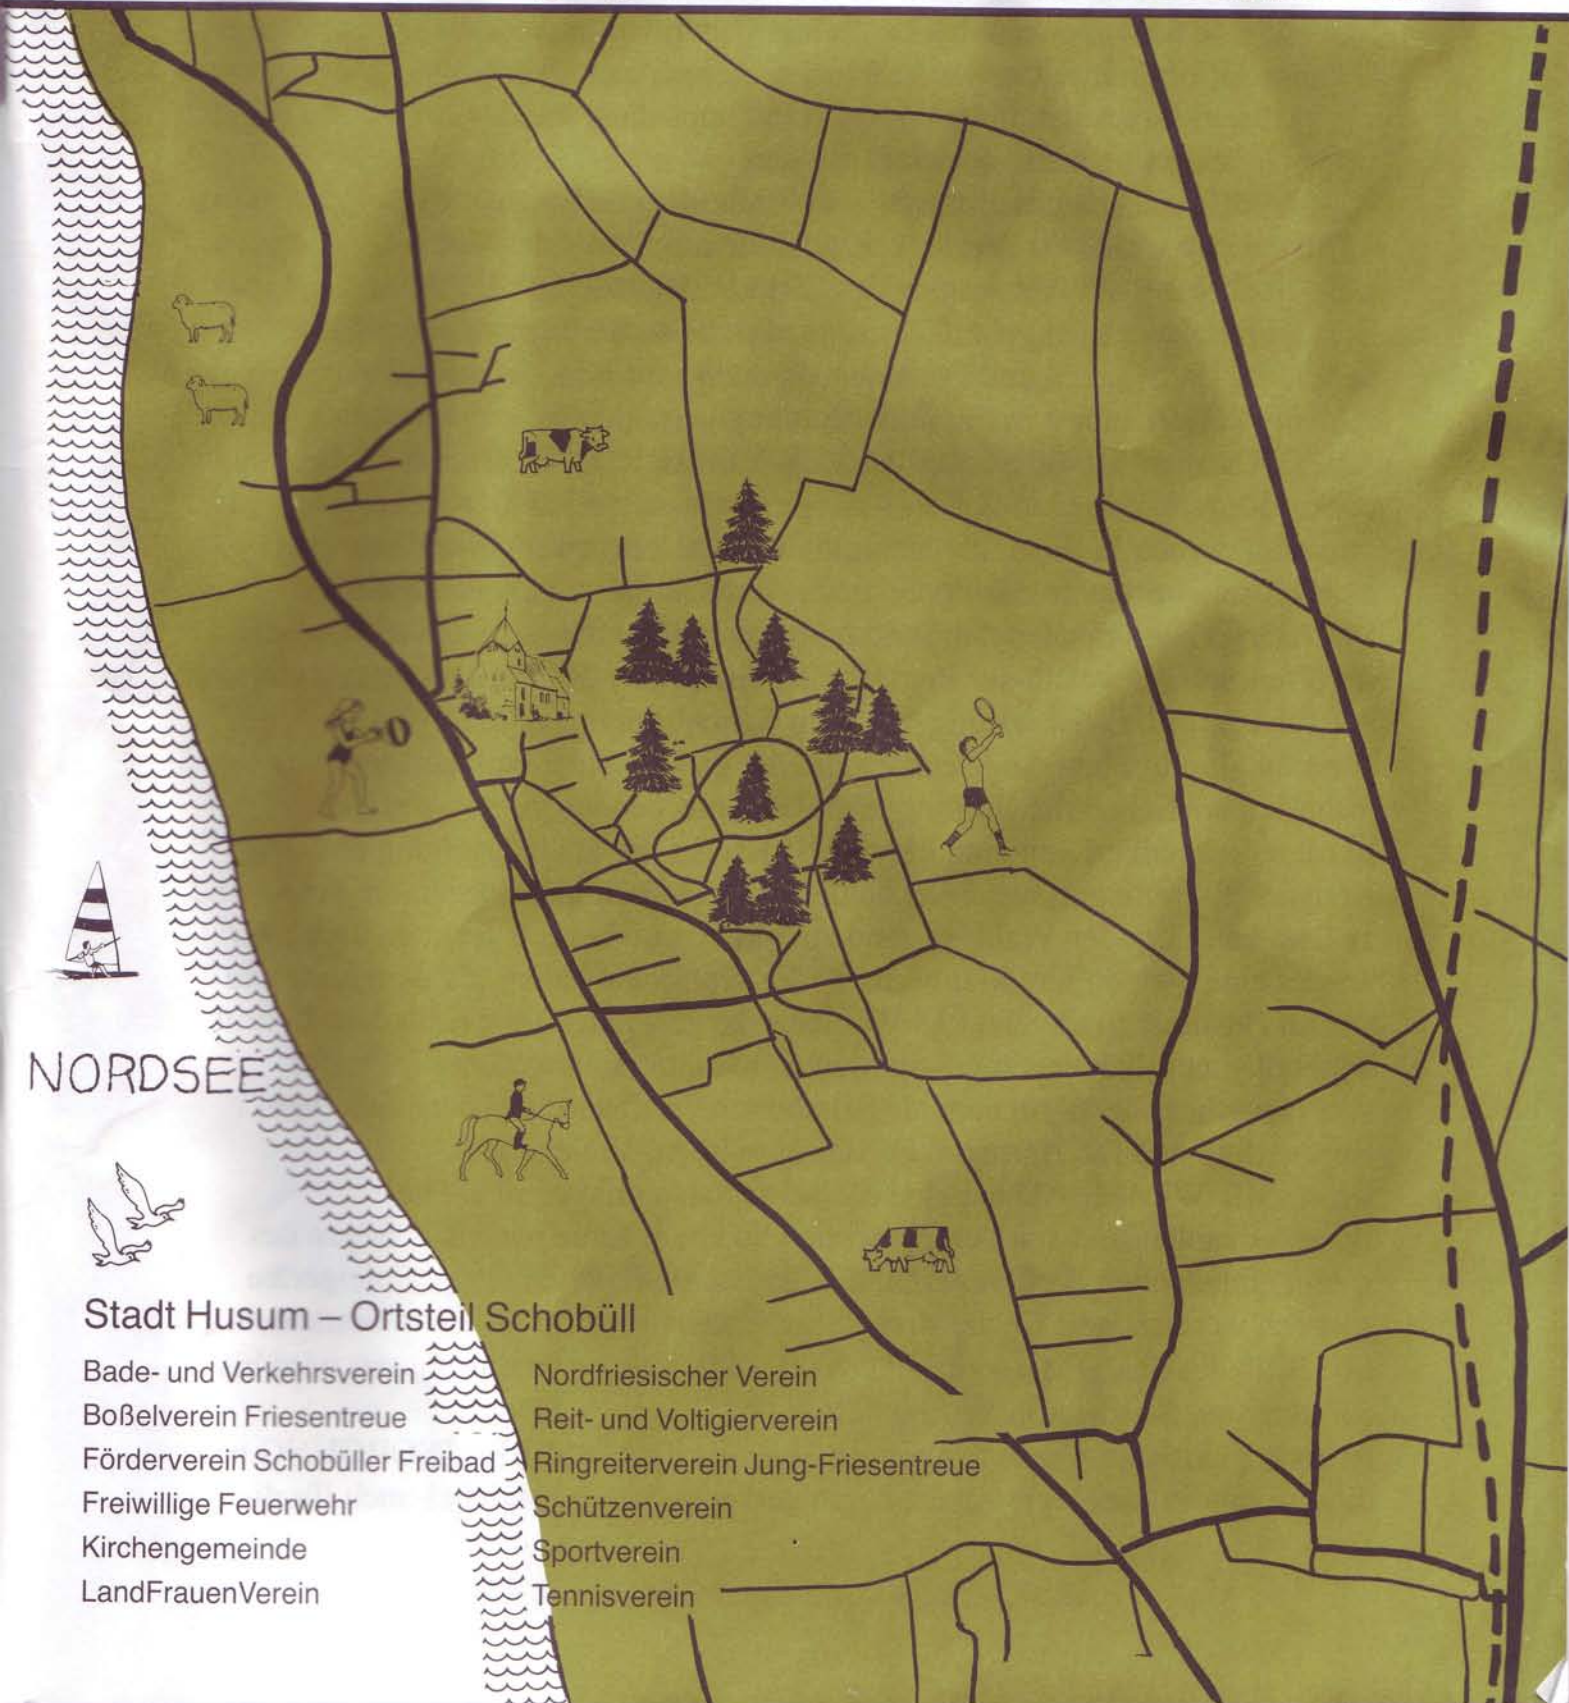 NORDSEE
Stadt Husum – Ortsteil Schobüll
Bade- und Verkehrsverein
Boßelverein Friesentreue
Förderverein Schobüller Freibad
Freiwillige Feuerwehr
Kirchengemeinde
LandFrauenVerein
Nordfriesischer Verein
Reit- und Voltigierverein
Ringreiterverein Jung-Friesentreue
Schützenverein
Sportverein
Tennisverein